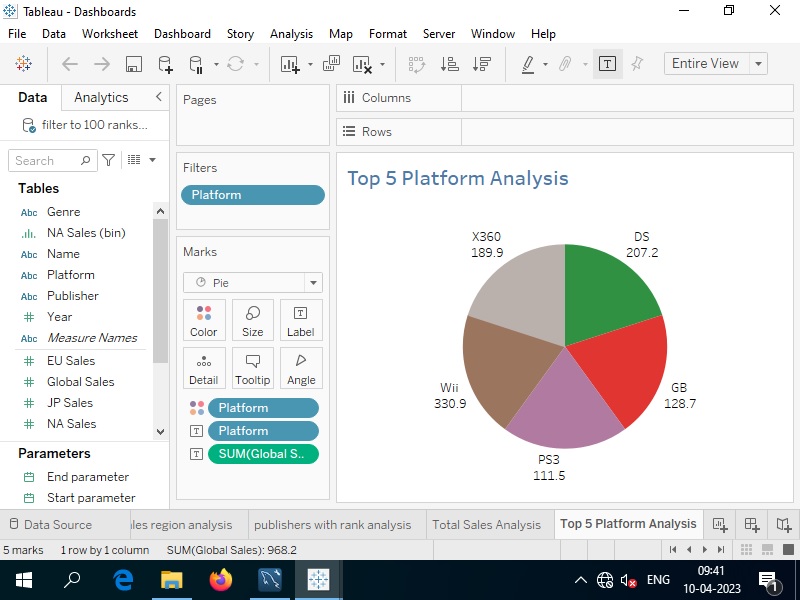 Tableau - Dashboards
File Data Worksheet Dashboard Story Analysis Map Format Server Window Help
Entire View
Data Analytics
filter to 100 ranks...
Search
Tables
Abc Genre
NA Sales (bin)
Abc Name
Abc Platform
Abc Publisher
# Year
Abc Measure Names
# EU Sales
# Global Sales
# JP Sales
# NA Sales
Parameters
End parameter
Start parameter
Pages
Filters
Platform
Marks
Pie
Color Size Label
Detail Tooltip Angle
Platform
Platform
SUM(Global S..
Columns
Rows
Top 5 Platform Analysis
X360
189.9
DS
207.2
Wii
330.9
GB
128.7
PS3
111.5
Data Source les region analysis publishers with rank analysis Total Sales Analysis Top 5 Platform Analysis
5 marks 1 row by 1 column SUM(Global Sales): 968.2
ENG
09:41
10-04-2023
1